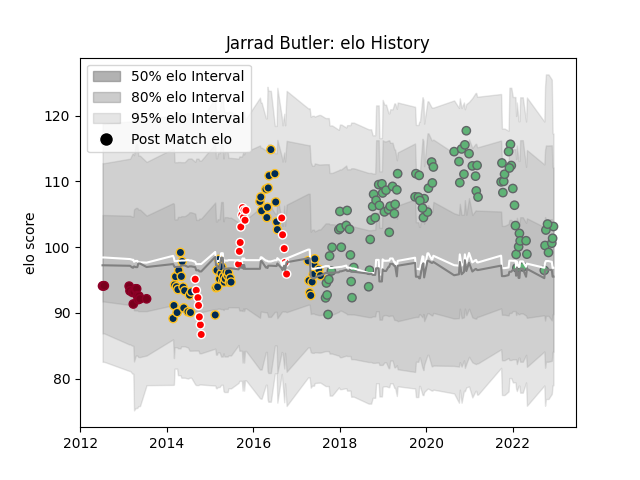 Jarrad Butler: elo History
50% elo Interval
80% elo Interval
95% elo Interval
Post Match elo
elo score
120
110
100
90
80
2012 2014 2016 2018 2020 2022